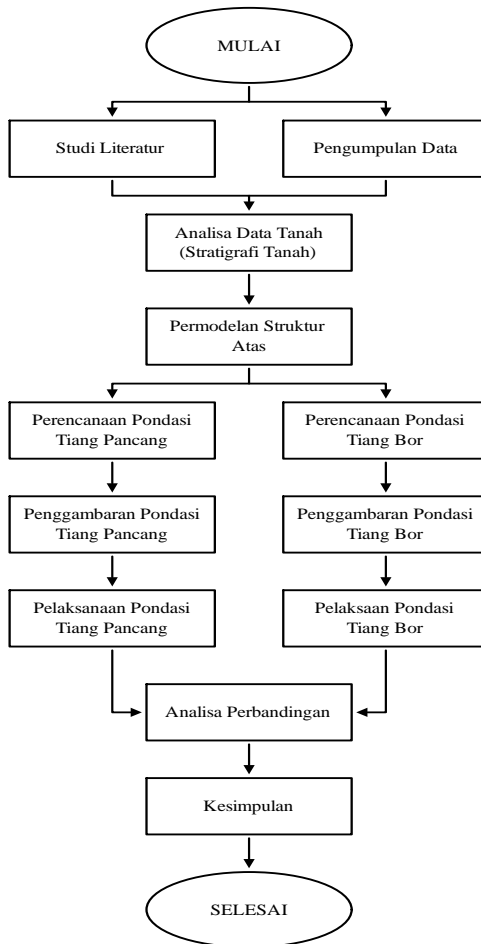 MULAI
Studi Literatur
Pengumpulan Data
Analisa Data Tanah
(Stratigrafi Tanah)
Permodelan Struktur
Atas
Perencanaan Pondasi
Tiang Pancang
Perencanaan Pondasi
Tiang Bor
Penggambaran Pondasi
Tiang Pancang
Penggambaran Pondasi
Tiang Bor
Pelaksanaan Pondasi
Tiang Pancang
Pelaksaan Pondasi
Tiang Bor
Analisa Perbandingan
Kesimpulan
SELESAI